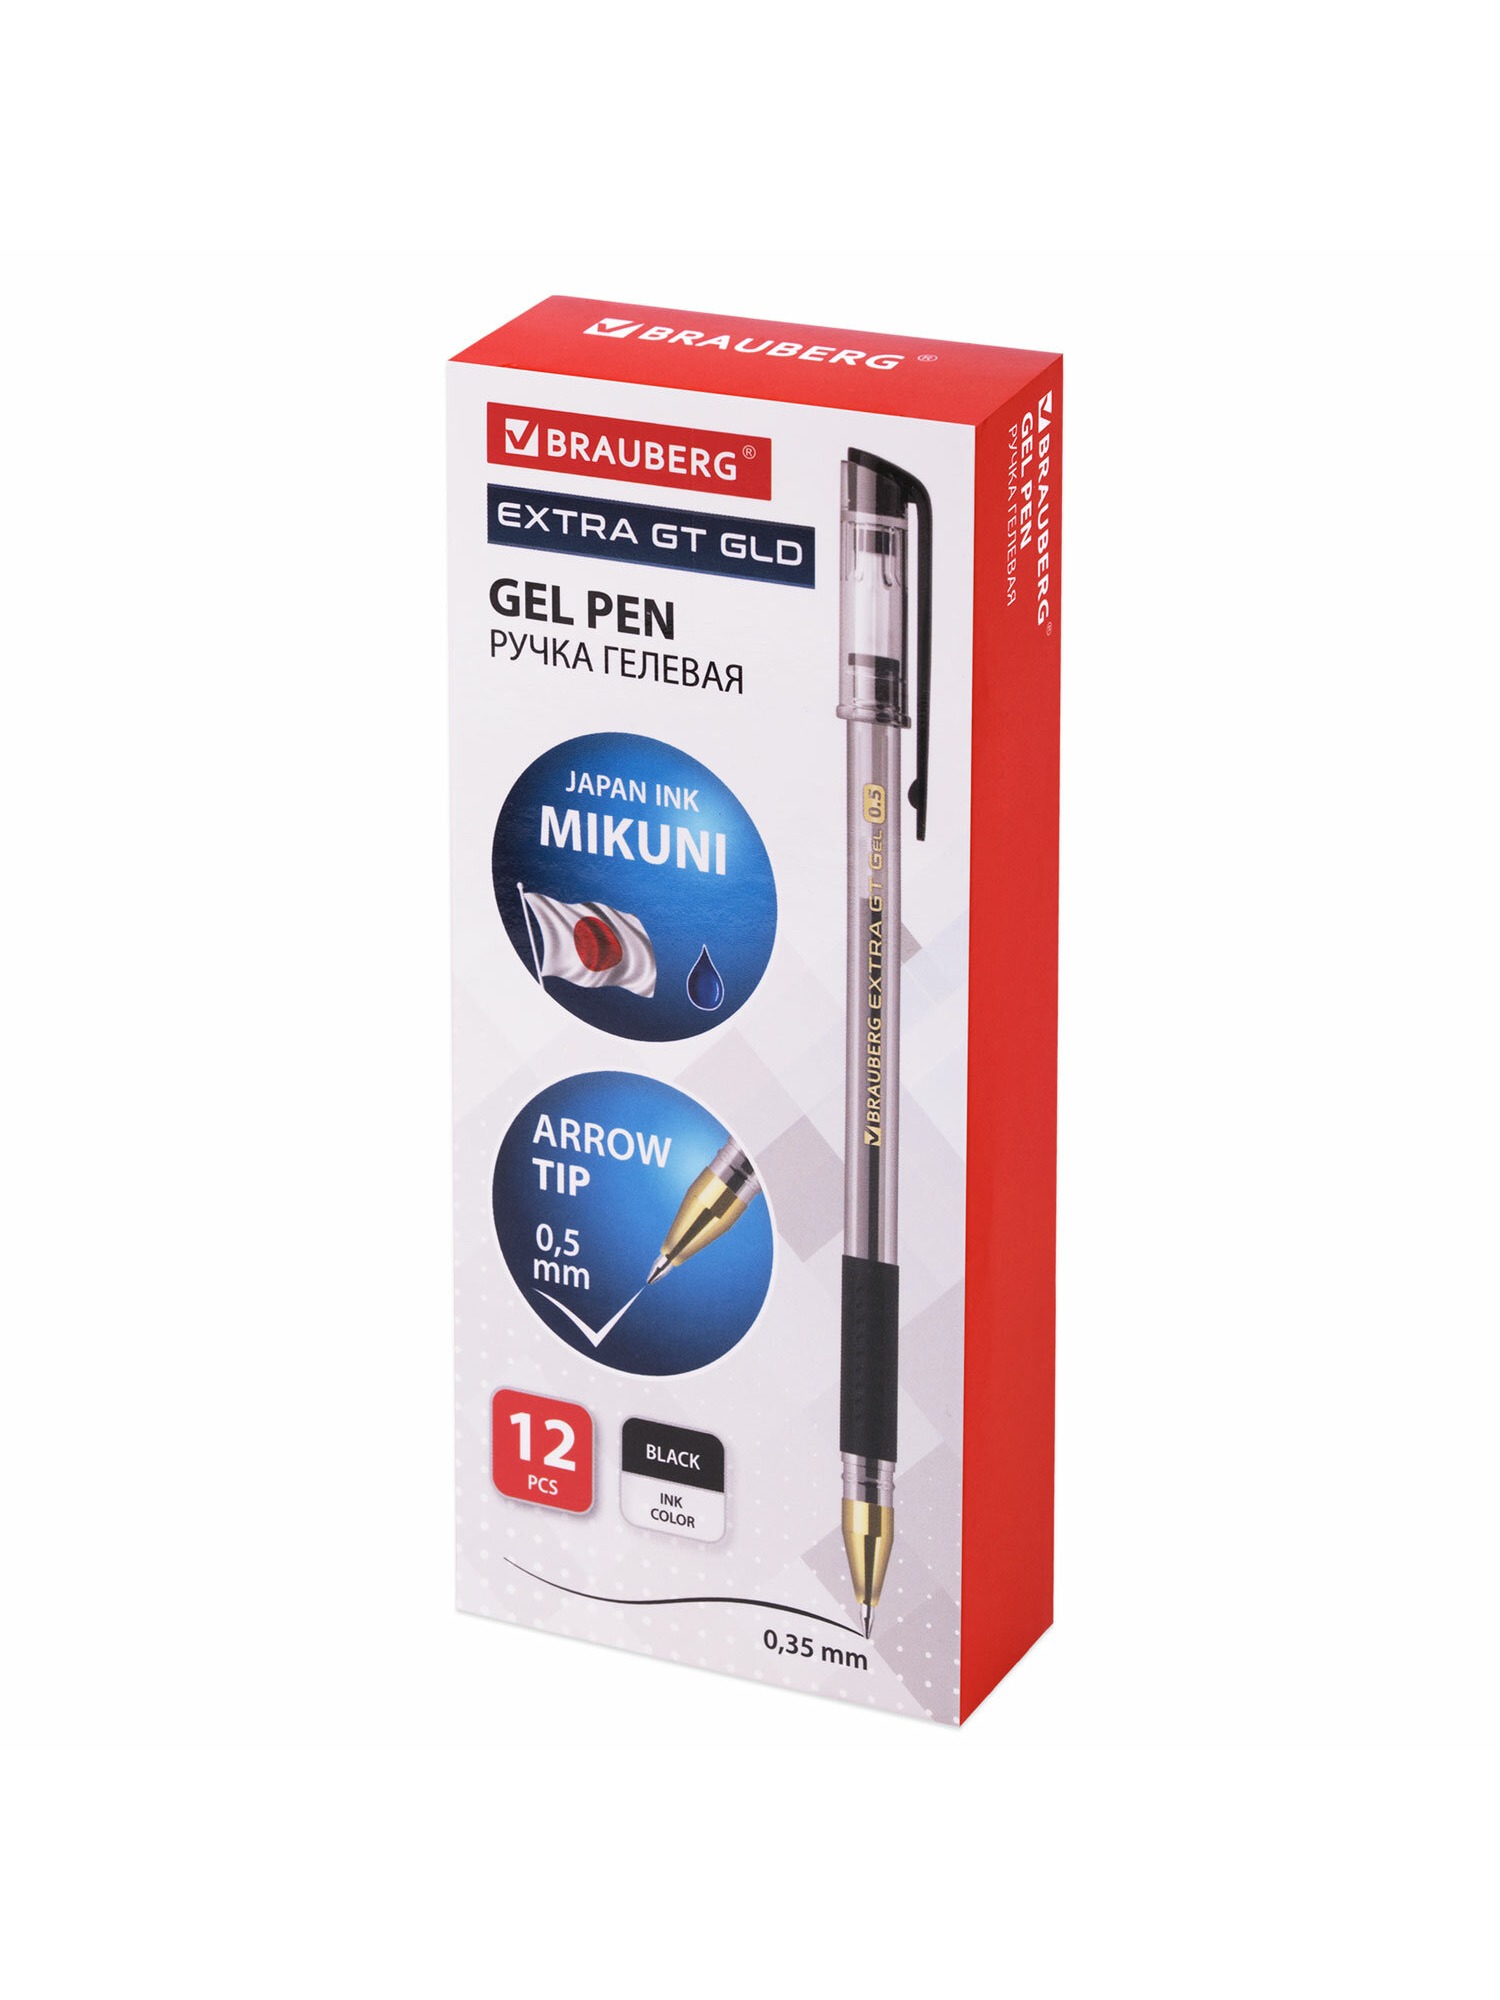 BRAUBERG ®
BRAUBERG®
EXTRA GT GLD
GEL PEN
РУЧКА ГЕЛЕВАЯ
JAPAN INK
MIKUNI
ARROW
TIP
0,5
mm
12
PCS
BLACK
INK
COLOR
0,35 mm
BRAUBERG EXTRA GT GEL 0.5
BRAUBERG®
GEL PEN
РУЧКА ГЕЛЕВАЯ